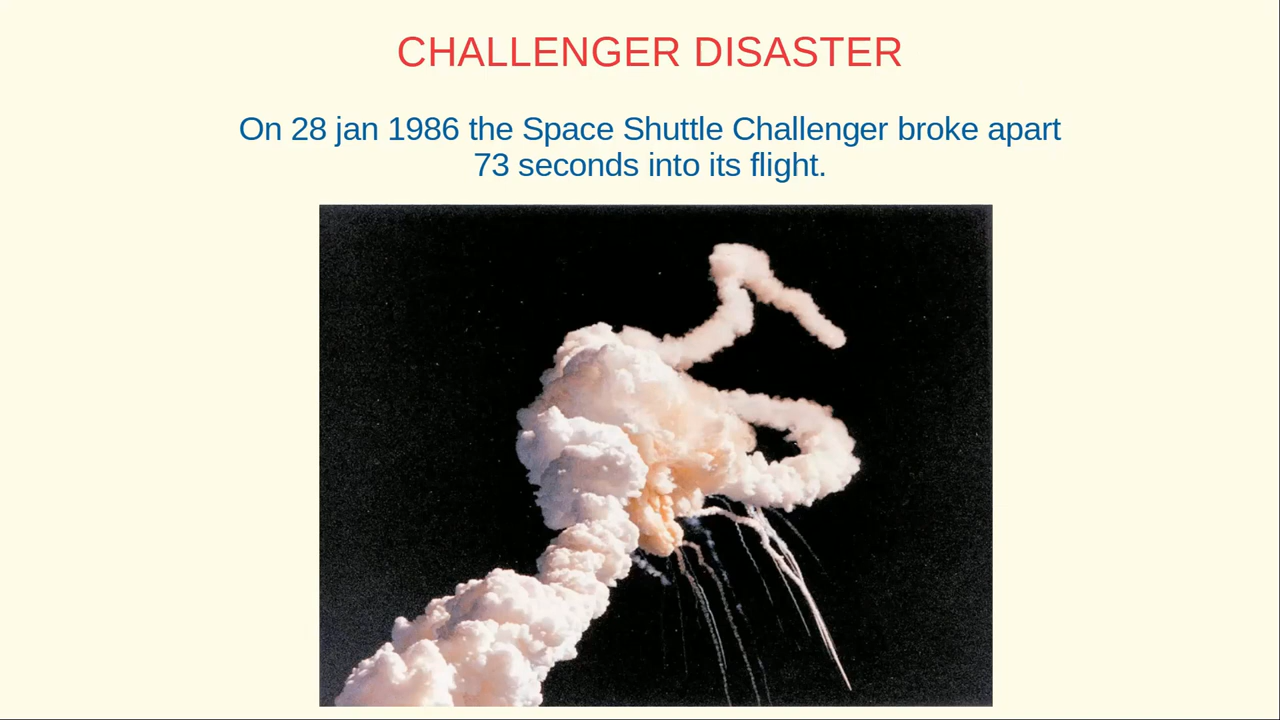 CHALLENGER DISASTER
On 28 jan 1986 the Space Shuttle Challenger broke apart
73 seconds into its flight.